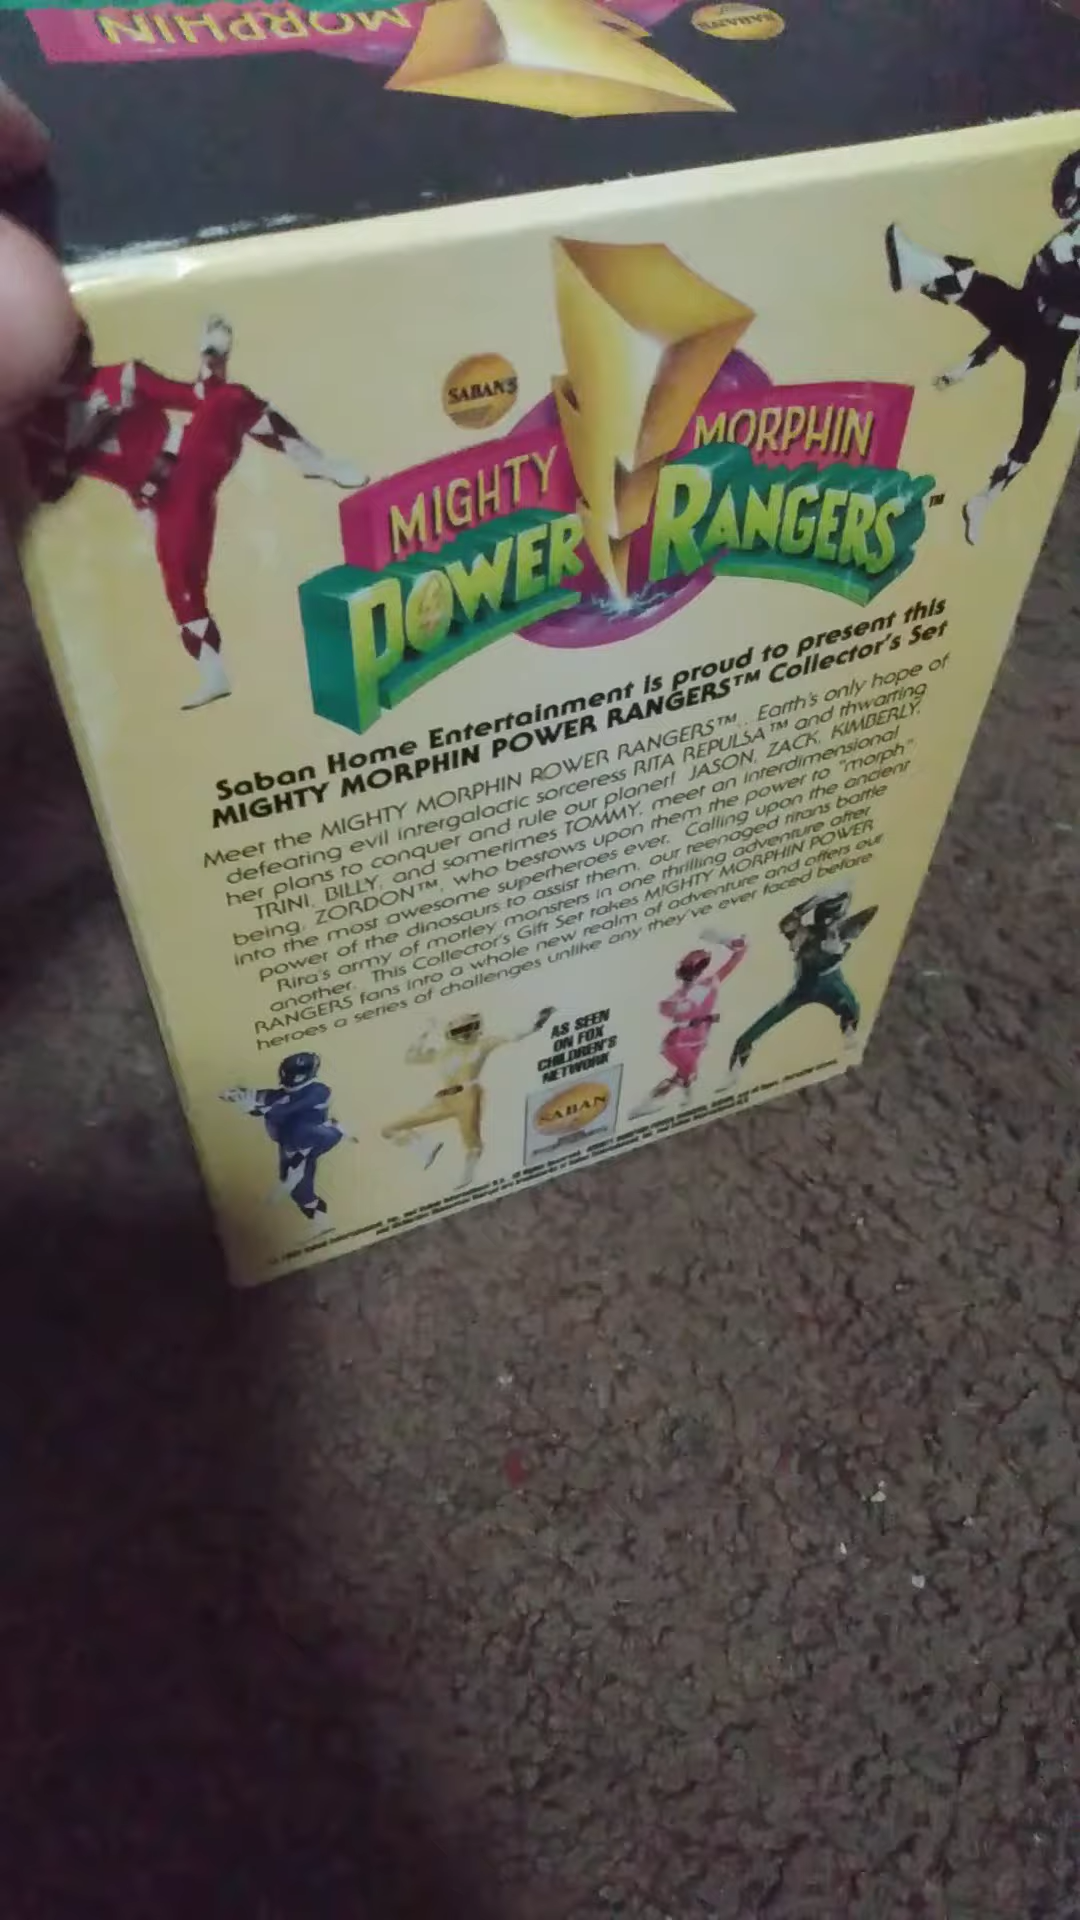 MORPHIN
SABAN'S
SABAN'S
MIGHTY MORPHIN
POWER RANGERS™
Saban Home Entertainment is proud to present this
MIGHTY MORPHIN POWER RANGERS™ Collector's Set
Meet the MIGHTY MORPHIN POWER RANGERS™... Earth's only hope of
defeating evil intergalactic sorceress RITA REPULSA™ and thwarting
her plans to conquer and rule our planet! JASON, ZACK, KIMBERLY,
TRINI, BILLY, and sometimes TOMMY, meet an interdimensional
being, ZORDON™, who bestows upon them the power to "morph"
into the most awesome superheroes ever. Calling upon the ancient
power of the dinosaurs to assist them, our teenaged titans battle
Rita's army of motley monsters in one thrilling adventure after
another. This Collector's Gift Set takes MIGHTY MORPHIN POWER
RANGERS fans into a whole new realm of adventure and offers our
heroes a series of challenges unlike any they've ever faced before.
AS SEEN
ON FOX
CHILDREN'S
NETWORK
SABAN